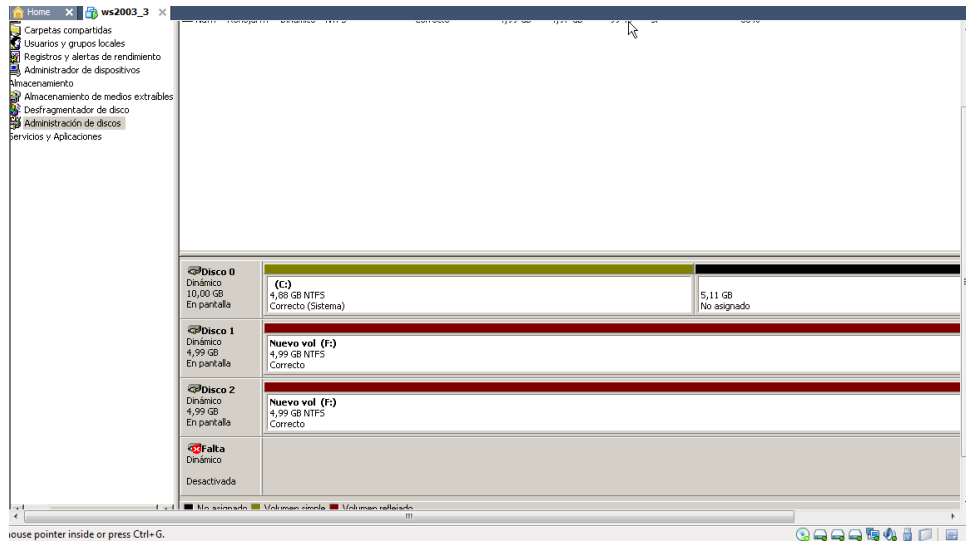 Home
ws2003_3
Carpetas compartidas
Usuarios y grupos locales
Registros y alertas de rendimiento
Administrador de dispositivos
Almacenamiento
Almacenamiento de medios extraíbles
Desfragmentador de disco
Administración de discos
Servicios y Aplicaciones
Disco 0
Dinámico
10,00 GB
En pantalla
(C:)
4,88 GB NTFS
Correcto (Sistema)
5,11 GB
No asignado
Disco 1
Dinámico
4,99 GB
En pantalla
Nuevo vol (F:)
4,99 GB NTFS
Correcto
Disco 2
Dinámico
4,99 GB
En pantalla
Nuevo vol (F:)
4,99 GB NTFS
Correcto
Falta
Dinámico
Desactivada
No asignado Volumen simple Volumen reflejado
mouse pointer inside or press Ctrl+G.